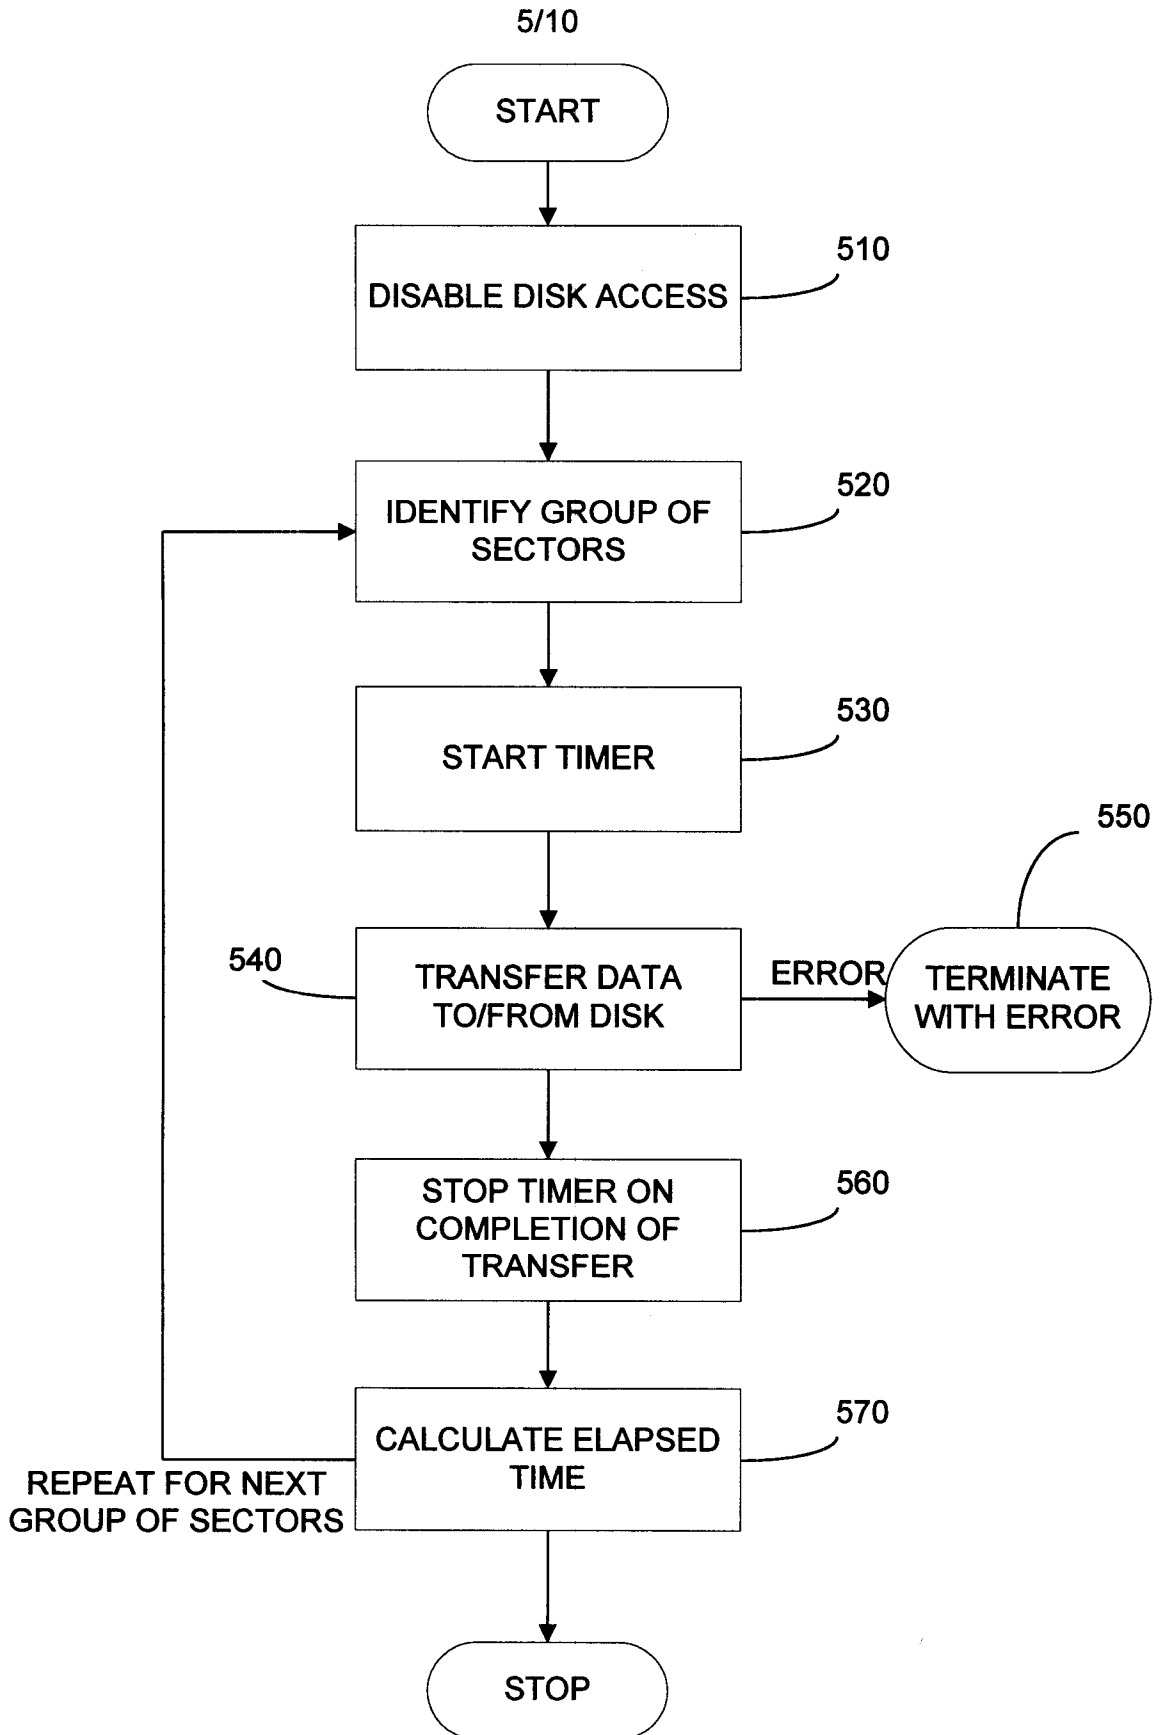 5/10
START
510
DISABLE DISK ACCESS
520
IDENTIFY GROUP OF
SECTORS
530
START TIMER
550
540
TRANSFER DATA
TO/FROM DISK
ERROR
TERMINATE
WITH ERROR
560
STOP TIMER ON
COMPLETION OF
TRANSFER
570
CALCULATE ELAPSED
TIME
REPEAT FOR NEXT
GROUP OF SECTORS
STOP